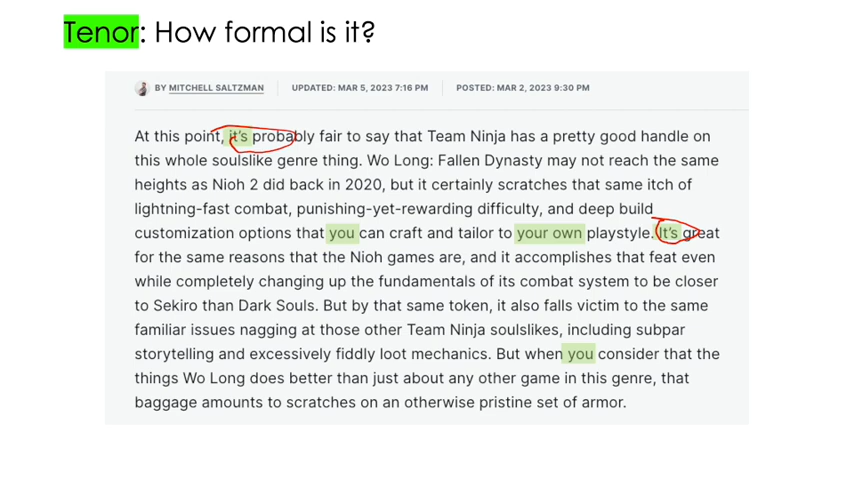 Tenor: How formal is it?
BY MITCHELL SALTZMAN UPDATED: MAR 5, 2023 7:16 PM POSTED: MAR 2, 2023 9:30 PM
At this point, it's probably fair to say that Team Ninja has a pretty good handle on
this whole soulslike genre thing. Wo Long: Fallen Dynasty may not reach the same
heights as Nioh 2 did back in 2020, but it certainly scratches that same itch of
lightning-fast combat, punishing-yet-rewarding difficulty, and deep build
customization options that you can craft and tailor to your own playstyle. It's great
for the same reasons that the Nioh games are, and it accomplishes that feat even
while completely changing up the fundamentals of its combat system to be closer
to Sekiro than Dark Souls. But by that same token, it also falls victim to the same
familiar issues nagging at those other Team Ninja soulslikes, including subpar
storytelling and excessively fiddly loot mechanics. But when you consider that the
things Wo Long does better than just about any other game in this genre, that
baggage amounts to scratches on an otherwise pristine set of armor.